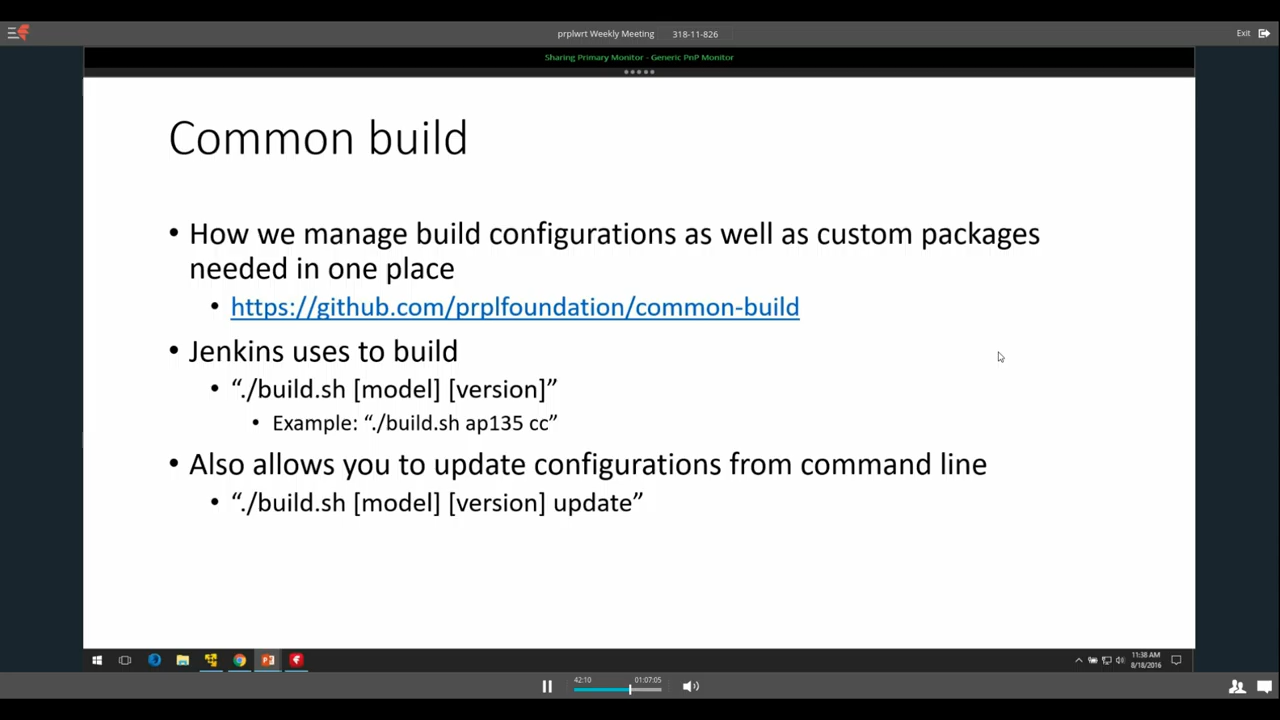 prplwrt Weekly Meeting 318-11-826 Exit
Sharing Primary Monitor - Generic PnP Monitor
Common build
• How we manage build configurations as well as custom packages
needed in one place
• https://github.com/prplfoundation/common-build
• Jenkins uses to build
• “./build.sh [model] [version]”
• Example: “./build.sh ap135 cc”
• Also allows you to update configurations from command line
• “./build.sh [model] [version] update”
11:38 AM
8/18/2016
42:10 01:07:05